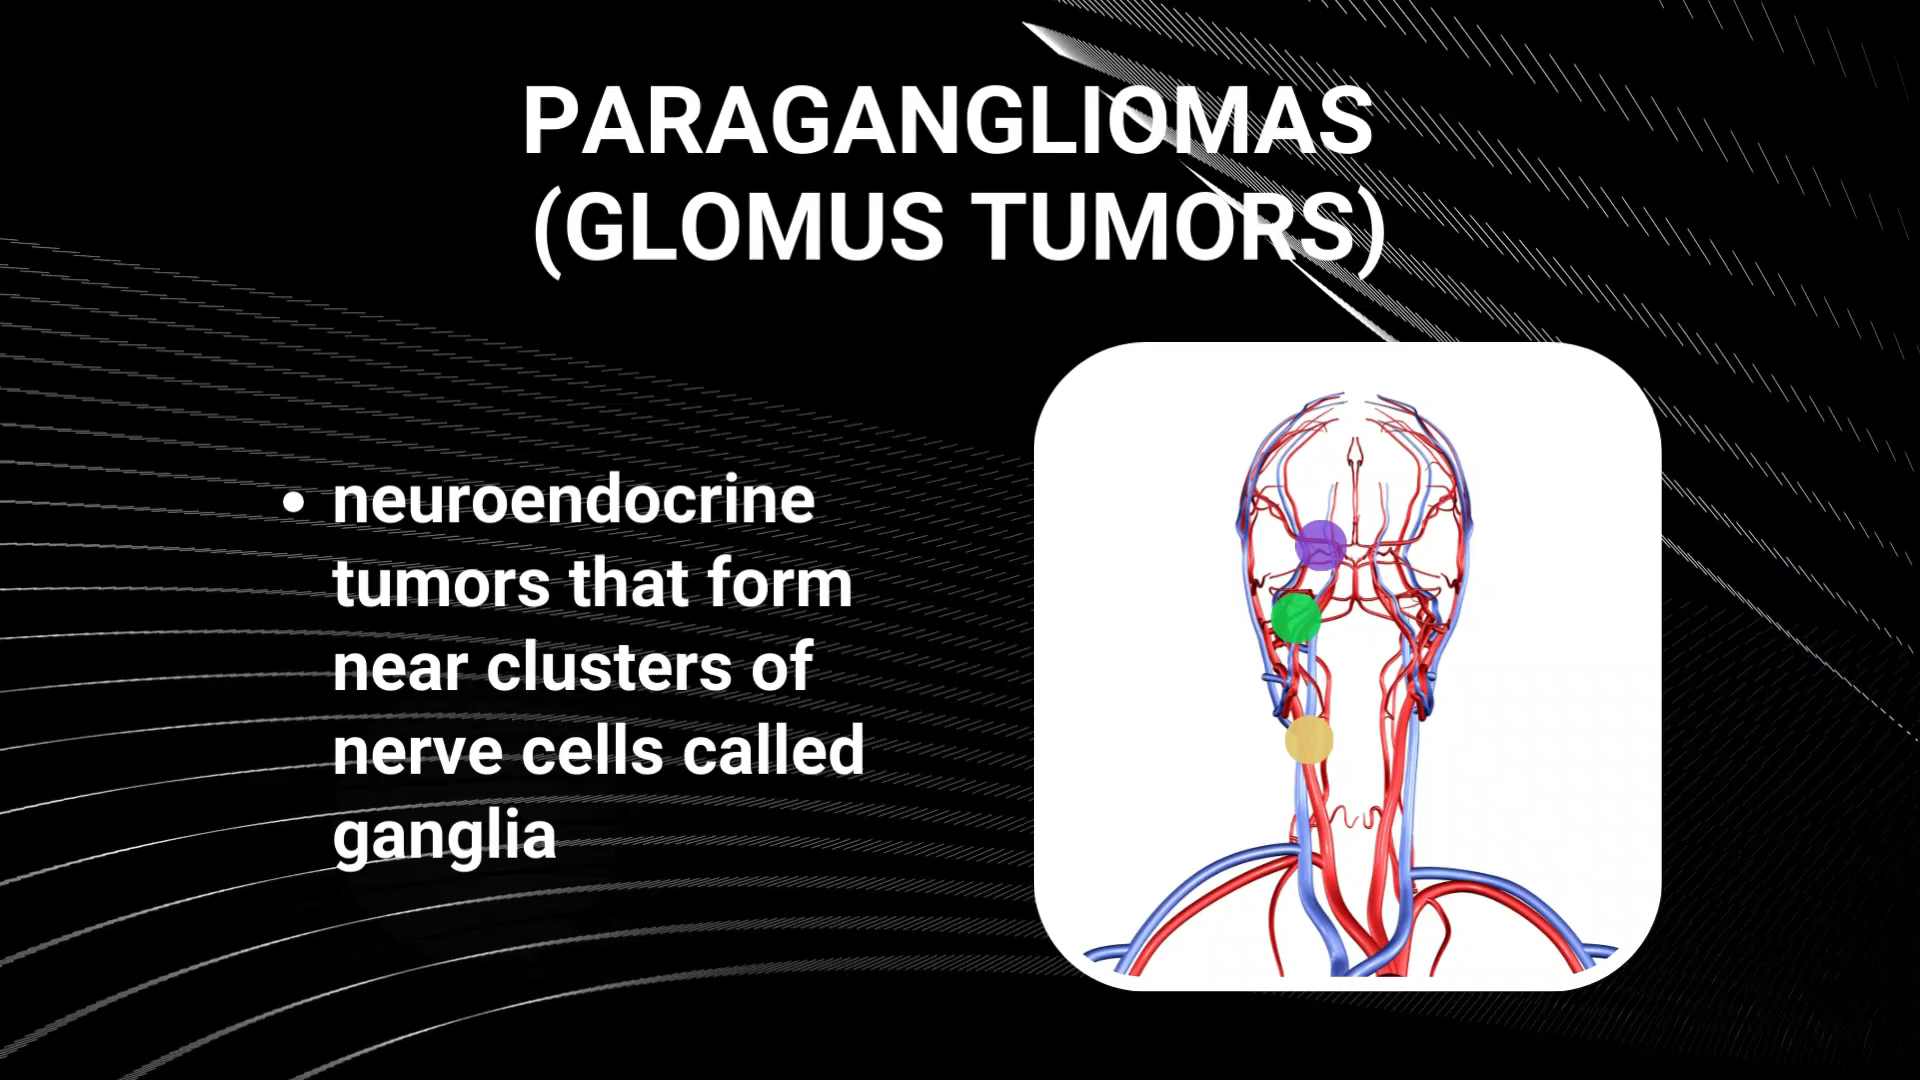 PARAGANGLIOMAS
(GLOMUS TUMORS)
• neuroendocrine
tumors that form
near clusters of
nerve cells called
ganglia